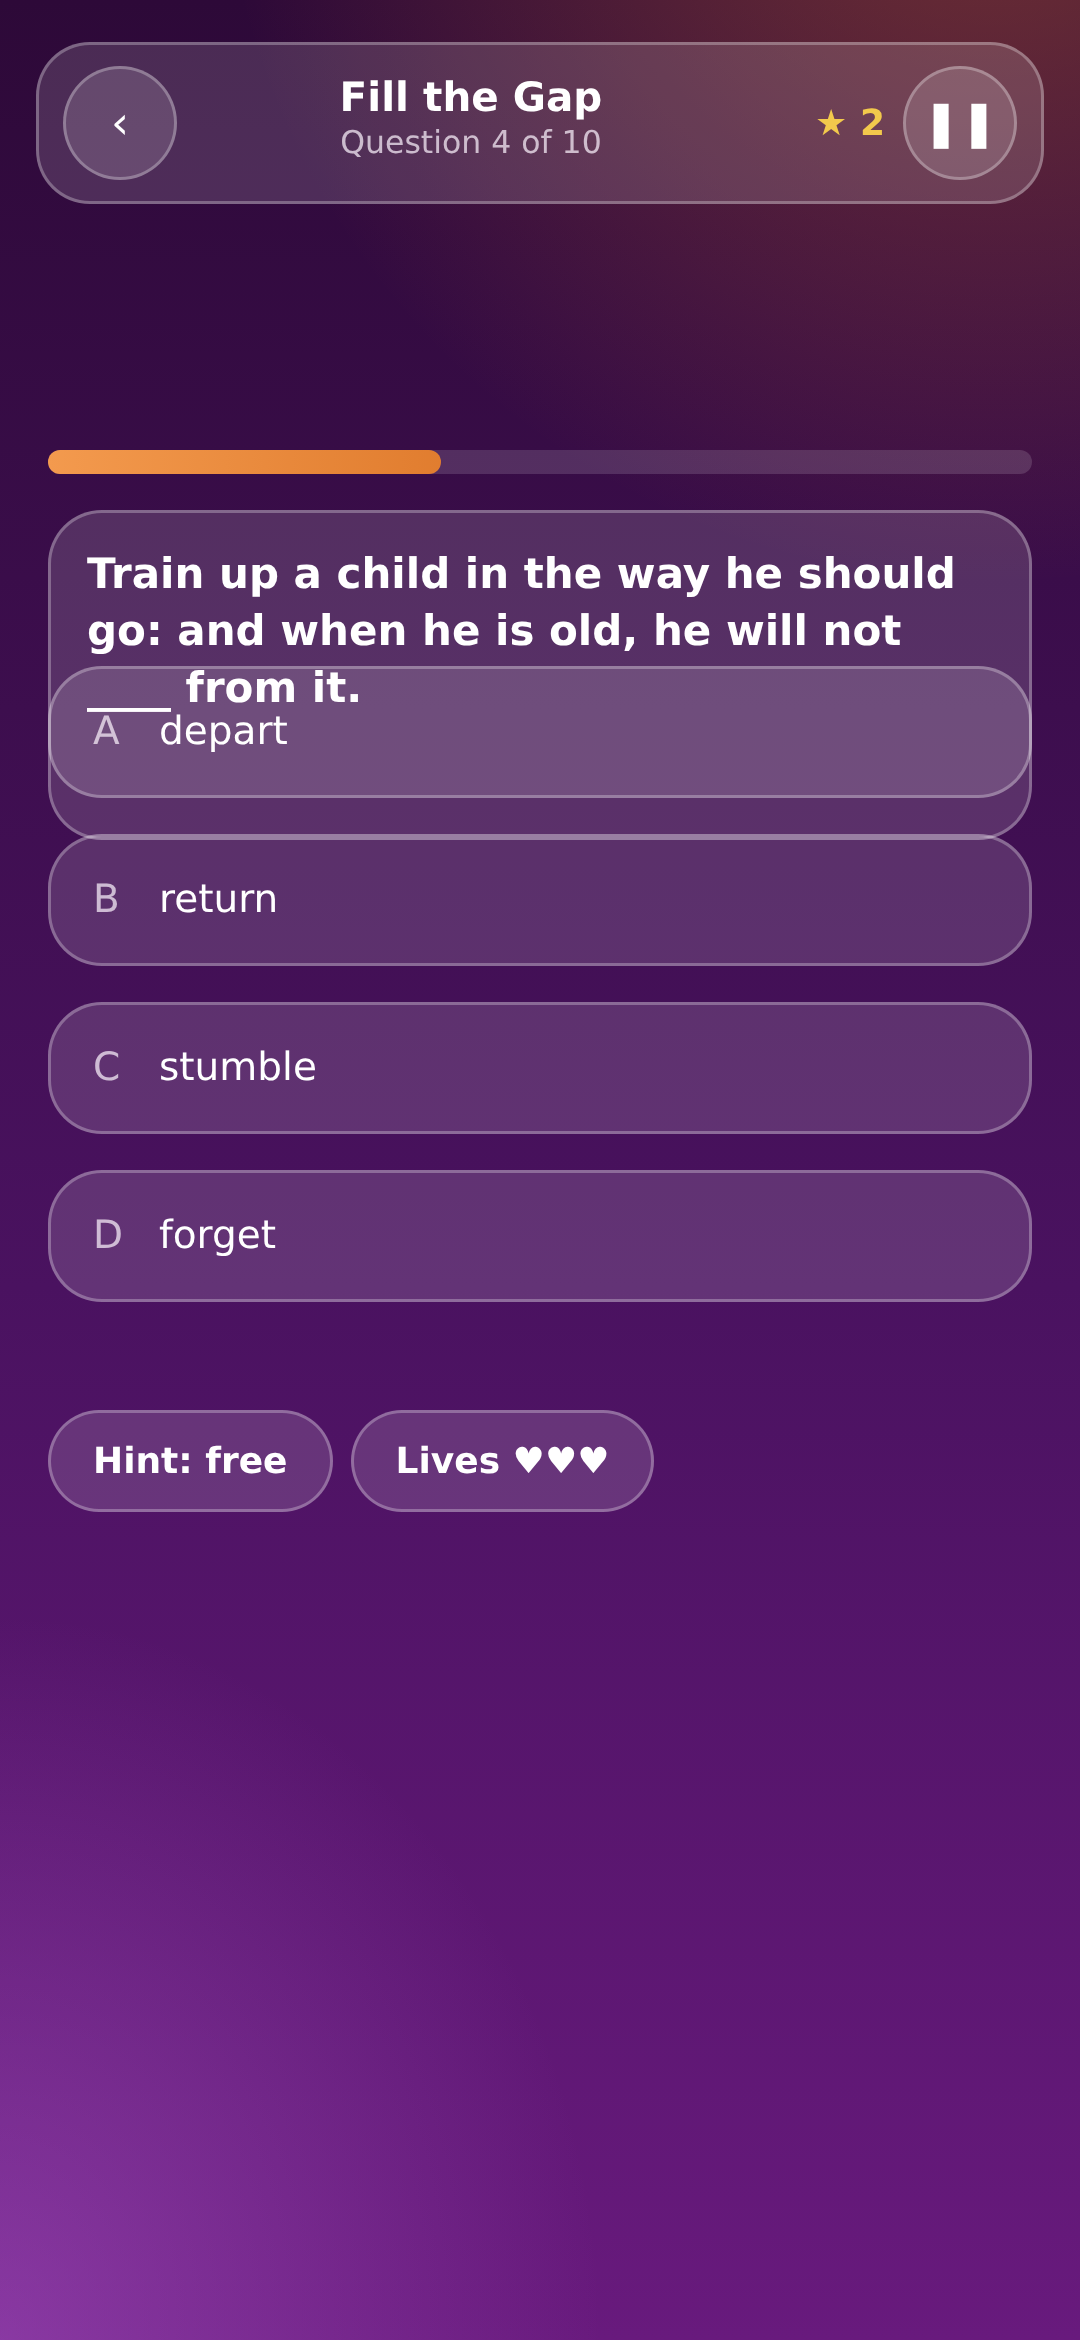 ‹
Fill the Gap
Question 4 of 10
★ 2
❚❚
Train up a child in the way he should
go: and when he is old, he will not
____ from it.
A depart
B return
C stumble
D forget
Hint: free
Lives ♥♥♥